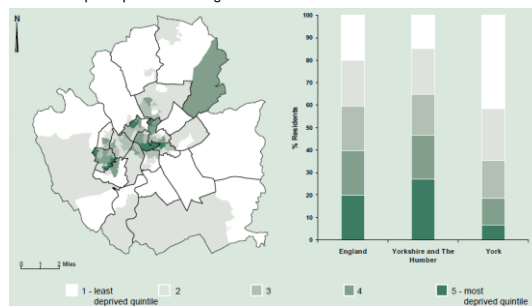 N
0 1 2 Miles
% Residents
100
90
80
70
60
50
40
30
20
10
0
England
Yorkshire and The
Humber
York
1 - least
deprived quintile
2
3
4
5 - most
deprived quintile